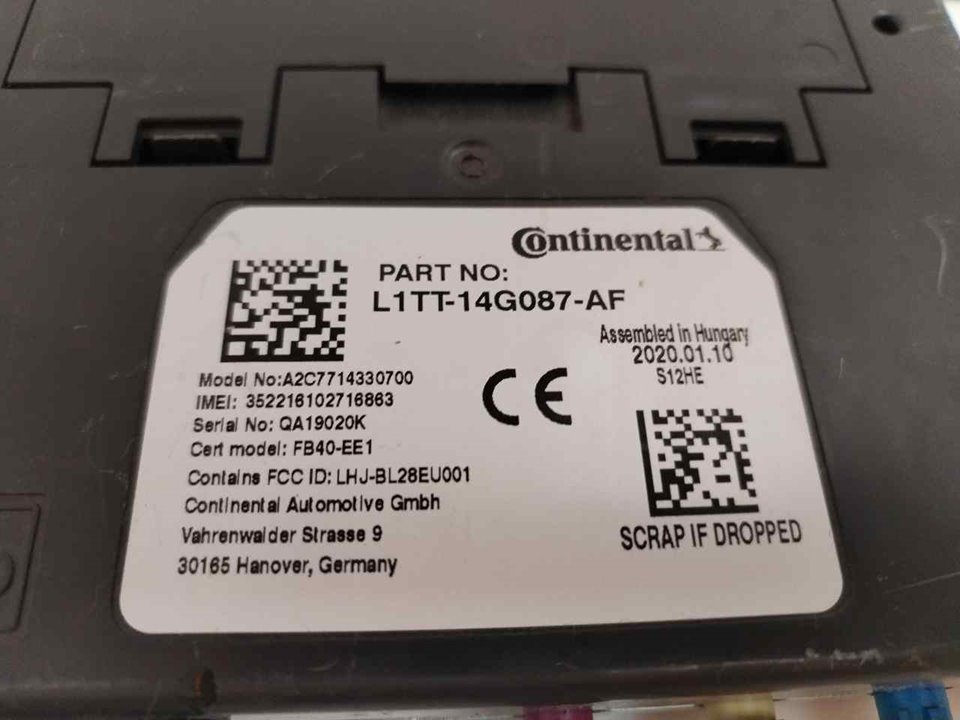 Continental
PART NO:
L1TT-14G087-AF
Assembled in Hungary
2020.01.10
S12HE
Model No:A2C7714330700
IMEI: 352216102716863
Serial No: QA19020K
Cert model: FB40-EE1
Contains FCC ID: LHJ-BL28EU001
Continental Automotive Gmbh
Vahrenwalder Strasse 9
30165 Hanover, Germany
CE
SCRAP IF DROPPED